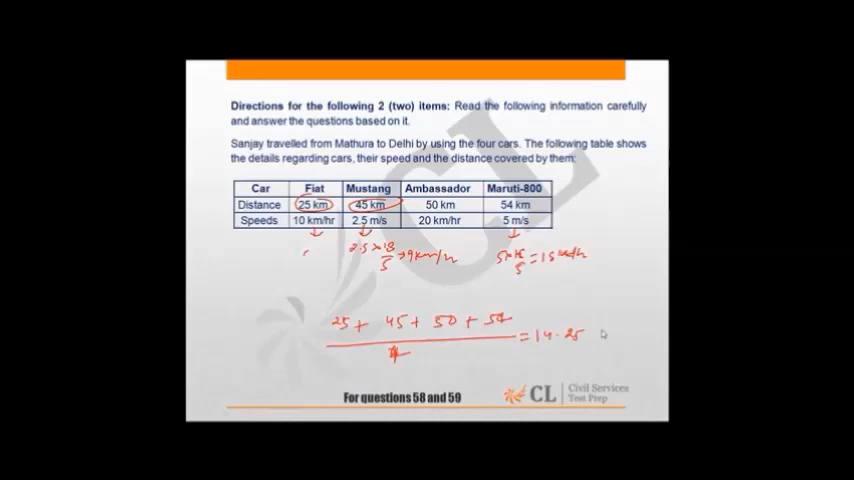 Directions for the following 2 (two) items: Read the following information carefully
and answer the questions based on it.
Sanjay travelled from Mathura to Delhi by using the four cars. The following table shows
the details regarding cars, their speed and the distance covered by them:
Car Fiat Mustang Ambassador Maruti-800
Distance 25 km 45 km 50 km 54 km
Speeds 10 km/hr 2.5 m/s 20 km/hr 5 m/s
2.5 × 18
5 → 9 km/h
5 × 18
5 = 18
25 + 45 + 50 + 54
= 14.25
For questions 58 and 59
CL Civil Services
Test Prep